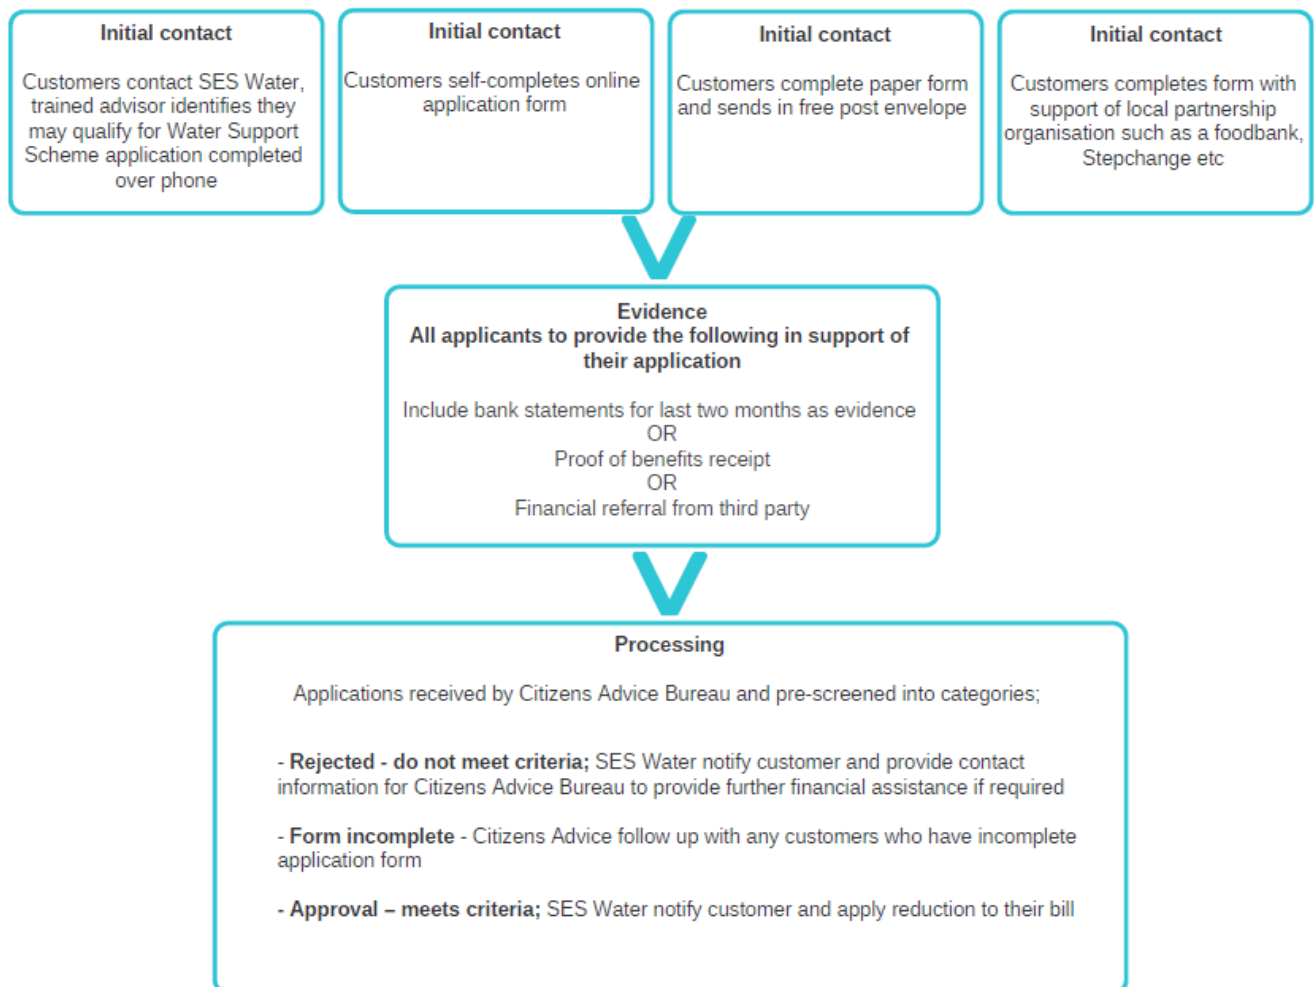 Initial contact
Customers contact SES Water,
trained advisor identifies they
may qualify for Water Support
Scheme application completed
over phone
Initial contact
Customers self-completes online
application form
Initial contact
Customers complete paper form
and sends in free post envelope
Initial contact
Customers completes form with
support of local partnership
organisation such as a foodbank,
Stepchange etc
Evidence
All applicants to provide the following in support of
their application
Include bank statements for last two months as evidence
OR
Proof of benefits receipt
OR
Financial referral from third party
Processing
Applications received by Citizens Advice Bureau and pre-screened into categories;
- Rejected - do not meet criteria; SES Water notify customer and provide contact
information for Citizens Advice Bureau to provide further financial assistance if required
- Form incomplete - Citizens Advice follow up with any customers who have incomplete
application form
- Approval – meets criteria; SES Water notify customer and apply reduction to their bill